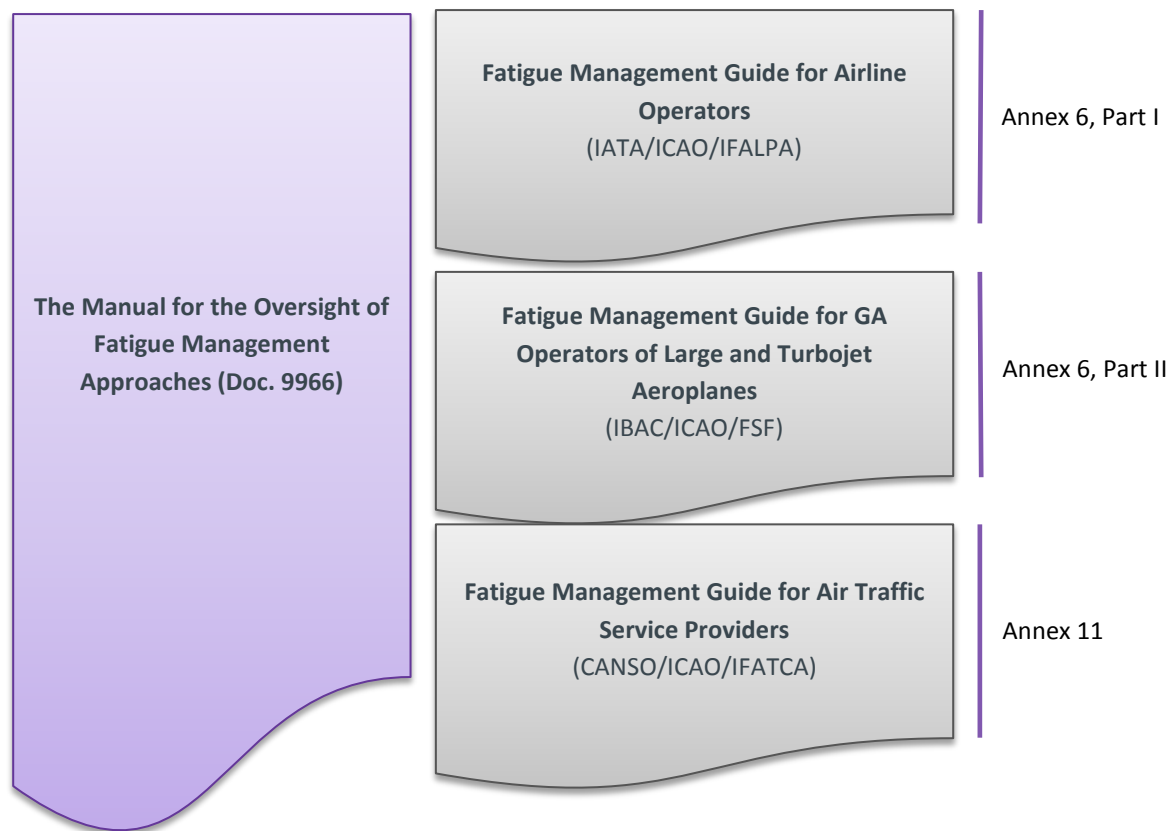 The Manual for the Oversight of
Fatigue Management
Approaches (Doc. 9966)
Fatigue Management Guide for Airline
Operators
(IATA/ICAO/IFALPA)
Annex 6, Part I
Fatigue Management Guide for GA
Operators of Large and Turbojet
Aeroplanes
(IBAC/ICAO/FSF)
Annex 6, Part II
Fatigue Management Guide for Air Traffic
Service Providers
(CANSO/ICAO/IFATCA)
Annex 11